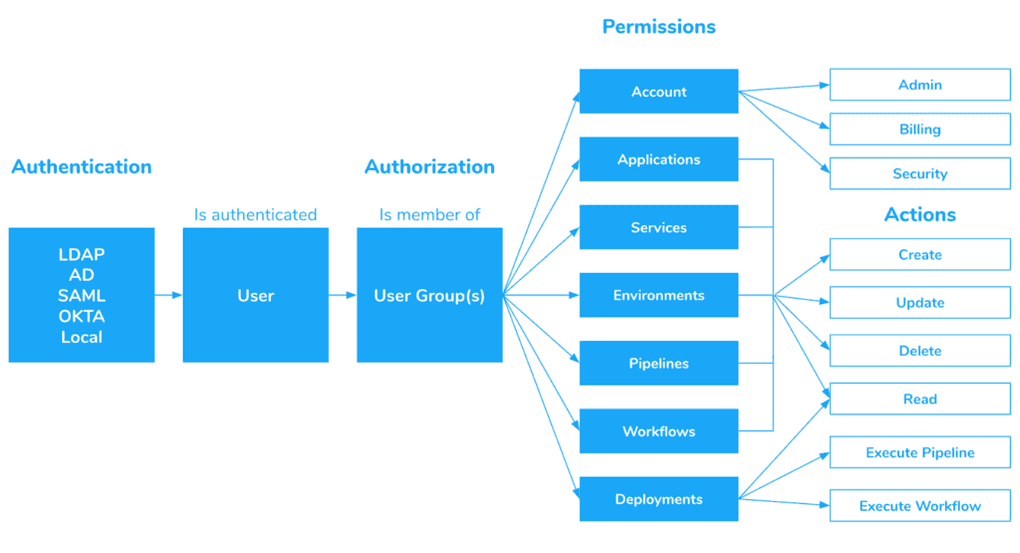 Permissions
Authentication
Authorization
Is authenticated
Is member of
LDAP
AD
SAML
OKTA
Local
User
User Group(s)
Account
Applications
Services
Environments
Pipelines
Workflows
Deployments
Admin
Billing
Security
Actions
Create
Update
Delete
Read
Execute Pipeline
Execute Workflow